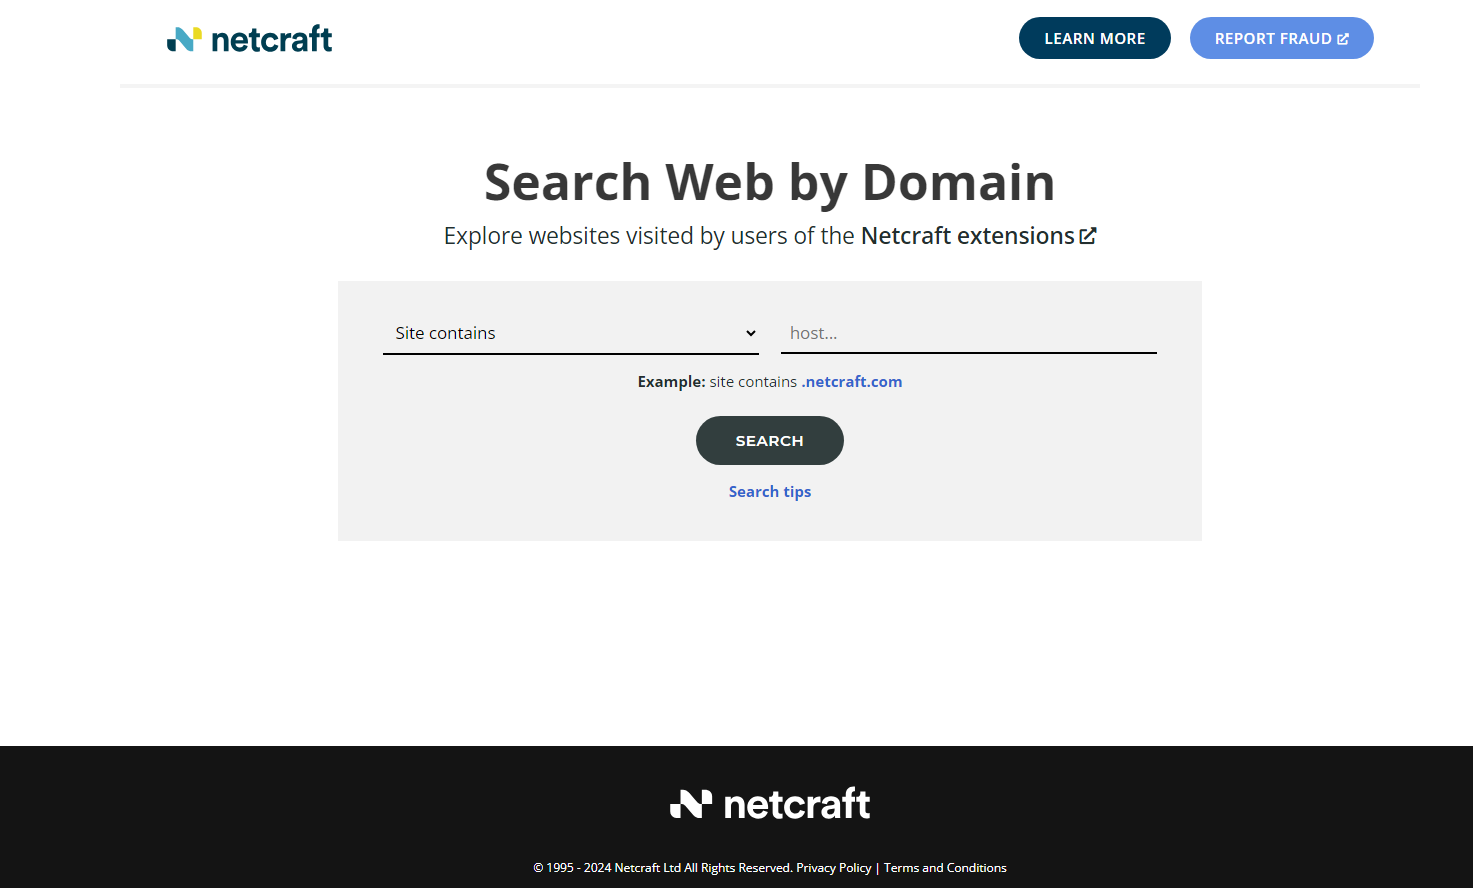 netcraft
LEARN MORE
REPORT FRAUD
Search Web by Domain
Explore websites visited by users of the Netcraft extensions
Site contains
host...
Example: site contains .netcraft.com
SEARCH
Search tips
netcraft
© 1995 - 2024 Netcraft Ltd All Rights Reserved. Privacy Policy | Terms and Conditions